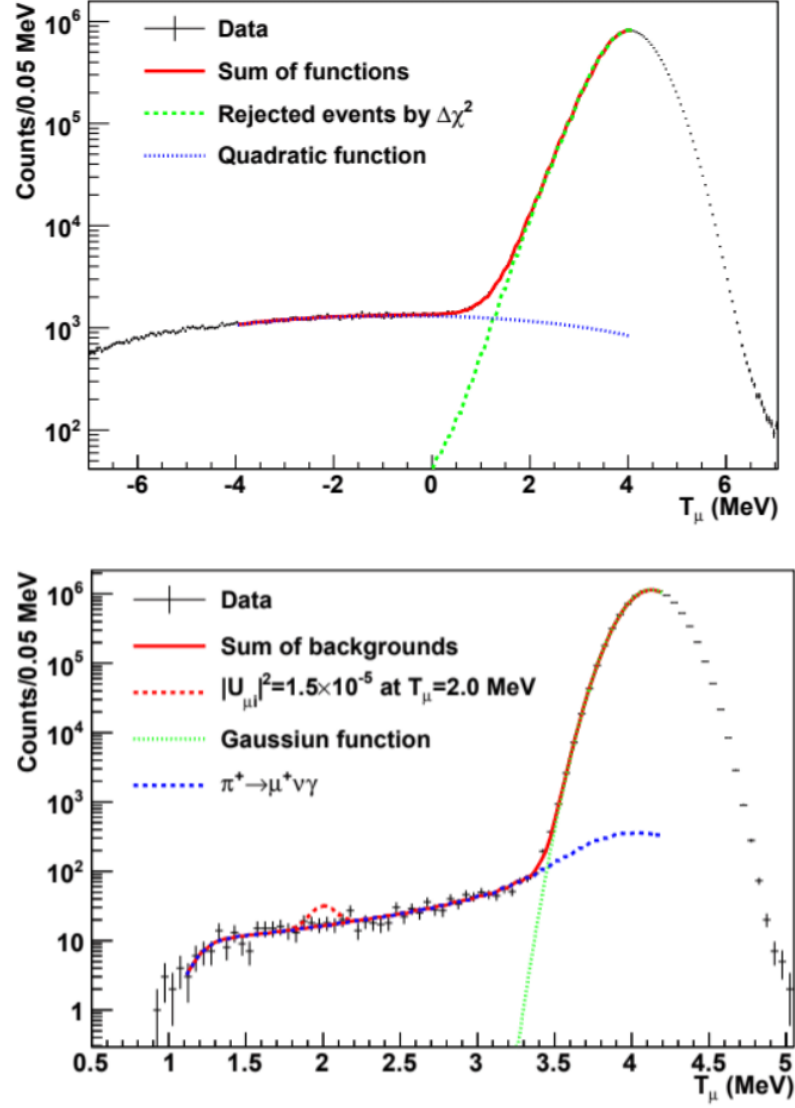 Counts/0.05 MeV
10⁶
10⁵
10⁴
10³
10²
Data
Sum of functions
Rejected events by Δχ²
Quadratic function
-6 -4 -2 0 2 4 6
T_μ (MeV)
Counts/0.05 MeV
10⁶
10⁵
10⁴
10³
10²
10
1
Data
Sum of backgrounds
|U_μi|²=1.5×10⁻⁵ at T_μ=2.0 MeV
Gaussiun function
π⁺→μ⁺νγ
0.5 1 1.5 2 2.5 3 3.5 4 4.5 5
T_μ (MeV)